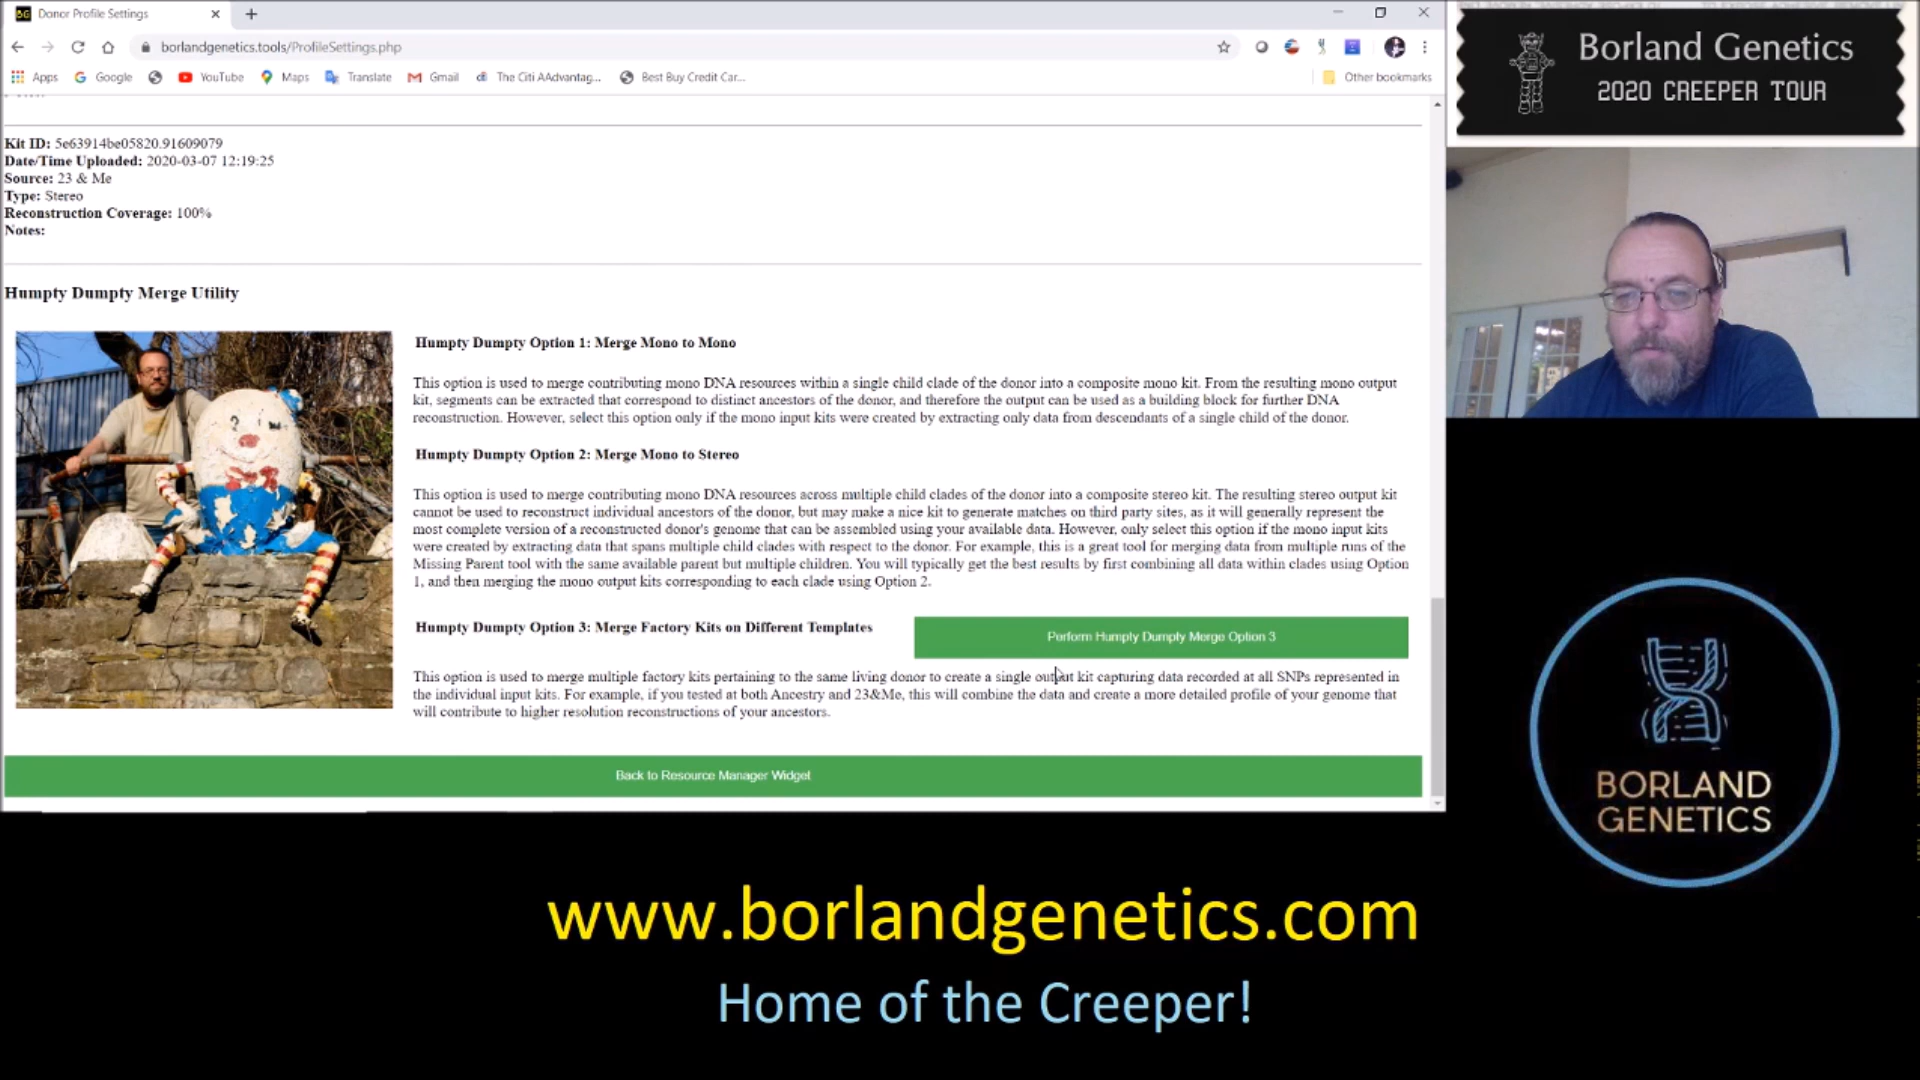 Donor Profile Settings
borlandgenetics.tools/ProfileSettings.php
Apps Google YouTube Maps Translate Gmail The Citi AAdvantag... Best Buy Credit Car... Other bookmarks
Kit ID: 5e63914be05820.91609079
Date/Time Uploaded: 2020-03-07 12:19:25
Source: 23 & Me
Type: Stereo
Reconstruction Coverage: 100%
Notes:
Humpty Dumpty Merge Utility
Humpty Dumpty Option 1: Merge Mono to Mono
This option is used to merge contributing mono DNA resources within a single child clade of the donor into a composite mono kit. From the resulting mono output
kit, segments can be extracted that correspond to distinct ancestors of the donor, and therefore the output can be used as a building block for further DNA
reconstruction. However, select this option only if the mono input kits were created by extracting only data from descendants of a single child of the donor.
Humpty Dumpty Option 2: Merge Mono to Stereo
This option is used to merge contributing mono DNA resources across multiple child clades of the donor into a composite stereo kit. The resulting stereo output kit
cannot be used to reconstruct individual ancestors of the donor, but may make a nice kit to generate matches on third party sites, as it will generally represent the
most complete version of a reconstructed donor's genome that can be assembled using your available data. However, only select this option if the mono input kits
were created by extracting data that spans multiple child clades with respect to the donor. For example, this is a great tool for merging data from multiple runs of the
Missing Parent tool with the same available parent but multiple children. You will typically get the best results by first combining all data within clades using Option
1, and then merging the mono output kits corresponding to each clade using Option 2.
Humpty Dumpty Option 3: Merge Factory Kits on Different Templates
Perform Humpty Dumpty Merge Option 3
This option is used to merge multiple factory kits pertaining to the same living donor to create a single output kit capturing data recorded at all SNPs represented in
the individual input kits. For example, if you tested at both Ancestry and 23&Me, this will combine the data and create a more detailed profile of your genome that
will contribute to higher resolution reconstructions of your ancestors.
Back to Resource Manager Widget
Borland Genetics
2020 CREEPER TOUR
BORLAND
GENETICS
www.borlandgenetics.com
Home of the Creeper!